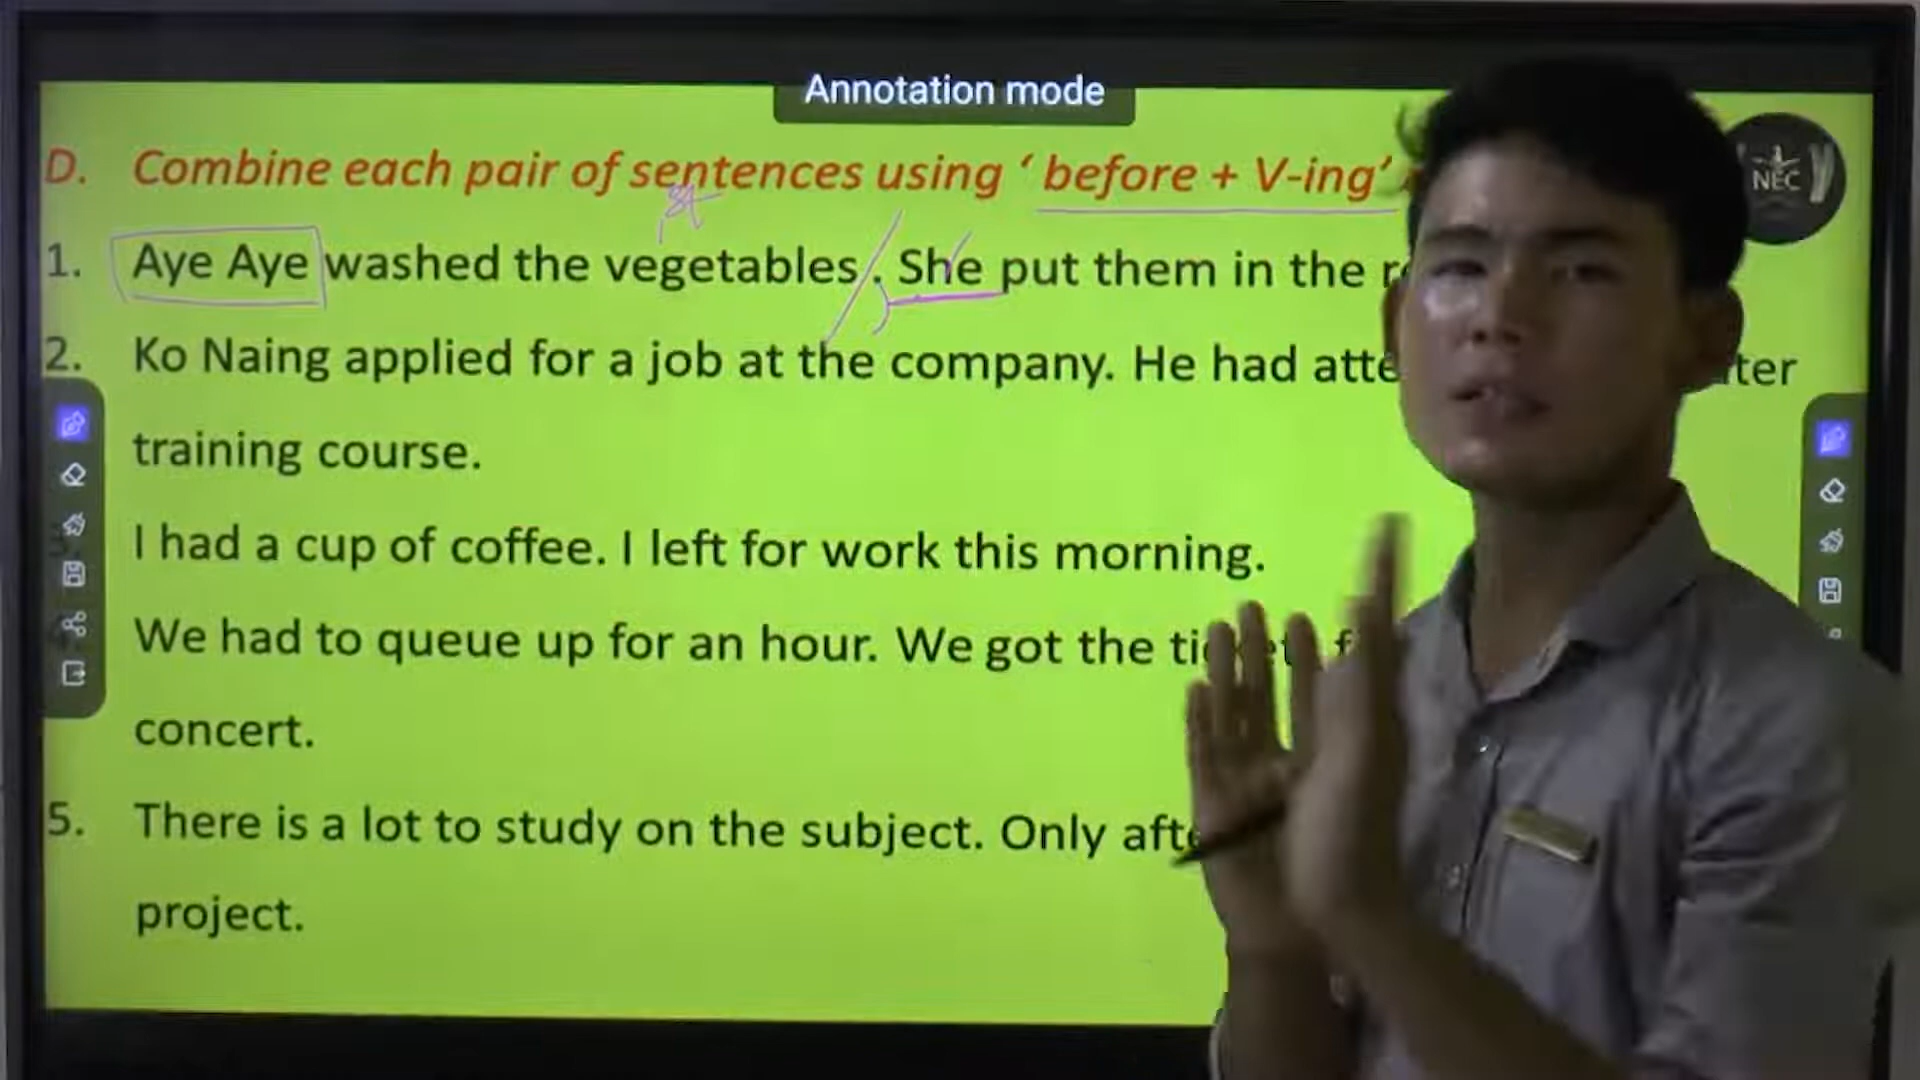 Annotation mode
D. Combine each pair of sentences using ‘ before + V-ing’
NEC
1. Aye Aye washed the vegetables . She put them in the
1st
2. Ko Naing applied for a job at the company. He had
training course.
I had a cup of coffee. I left for work this morning.
We had to queue up for an hour. We got the
concert.
5. There is a lot to study on the subject. Only
project.